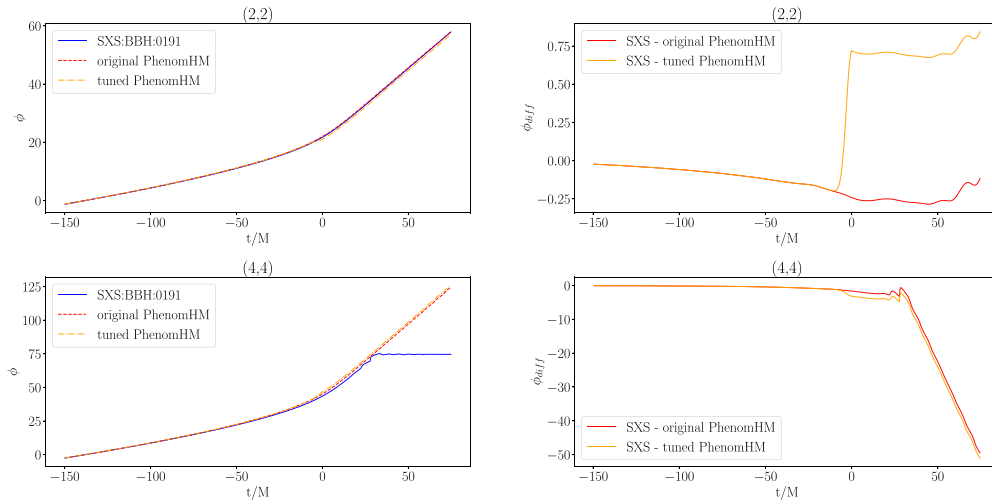 (2,2)
60
40
20
0
ϕ
SXS:BBH:0191
original PhenomHM
tuned PhenomHM
−150 −100 −50 0 50
t/M
(2,2)
0.75
0.50
0.25
0.00
−0.25
ϕdiff
SXS - original PhenomHM
SXS - tuned PhenomHM
−150 −100 −50 0 50
t/M
(4,4)
125
100
75
50
25
0
ϕ
SXS:BBH:0191
original PhenomHM
tuned PhenomHM
−150 −100 −50 0 50
t/M
(4,4)
0
−10
−20
−30
−40
−50
ϕdiff
SXS - original PhenomHM
SXS - tuned PhenomHM
−150 −100 −50 0 50
t/M